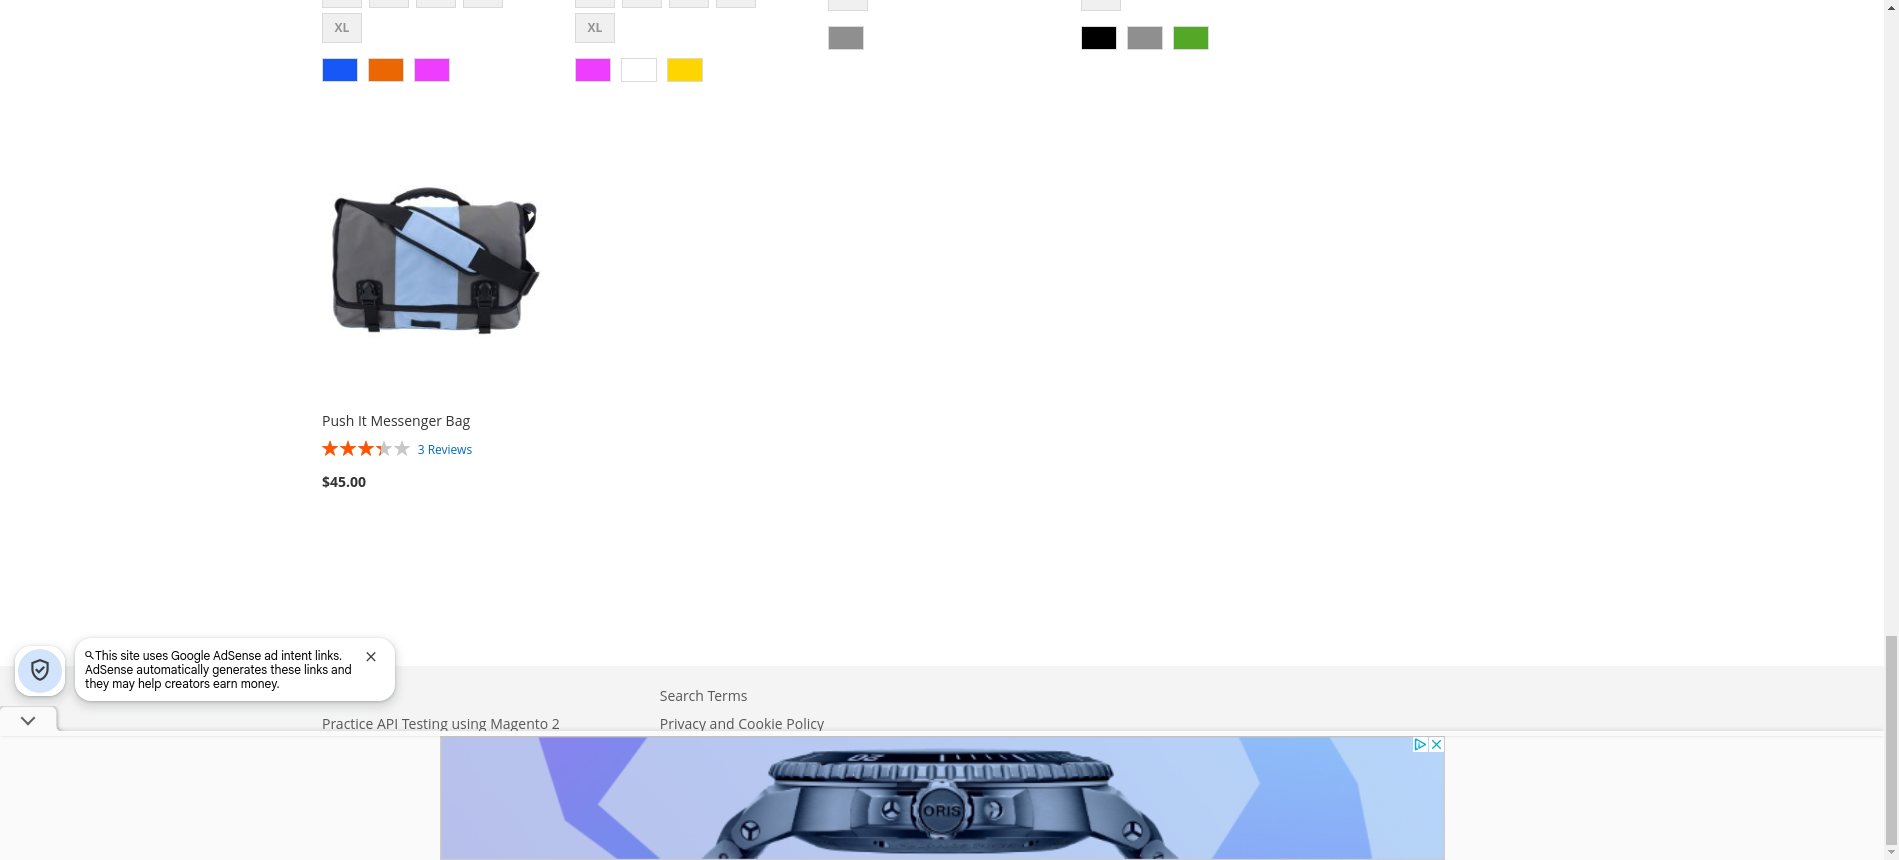 XL
XL
Push It Messenger Bag
3 Reviews
$45.00
This site uses Google AdSense ad intent links.
AdSense automatically generates these links and
they may help creators earn money.
Search Terms
Practice API Testing using Magento 2
Privacy and Cookie Policy
ORIS